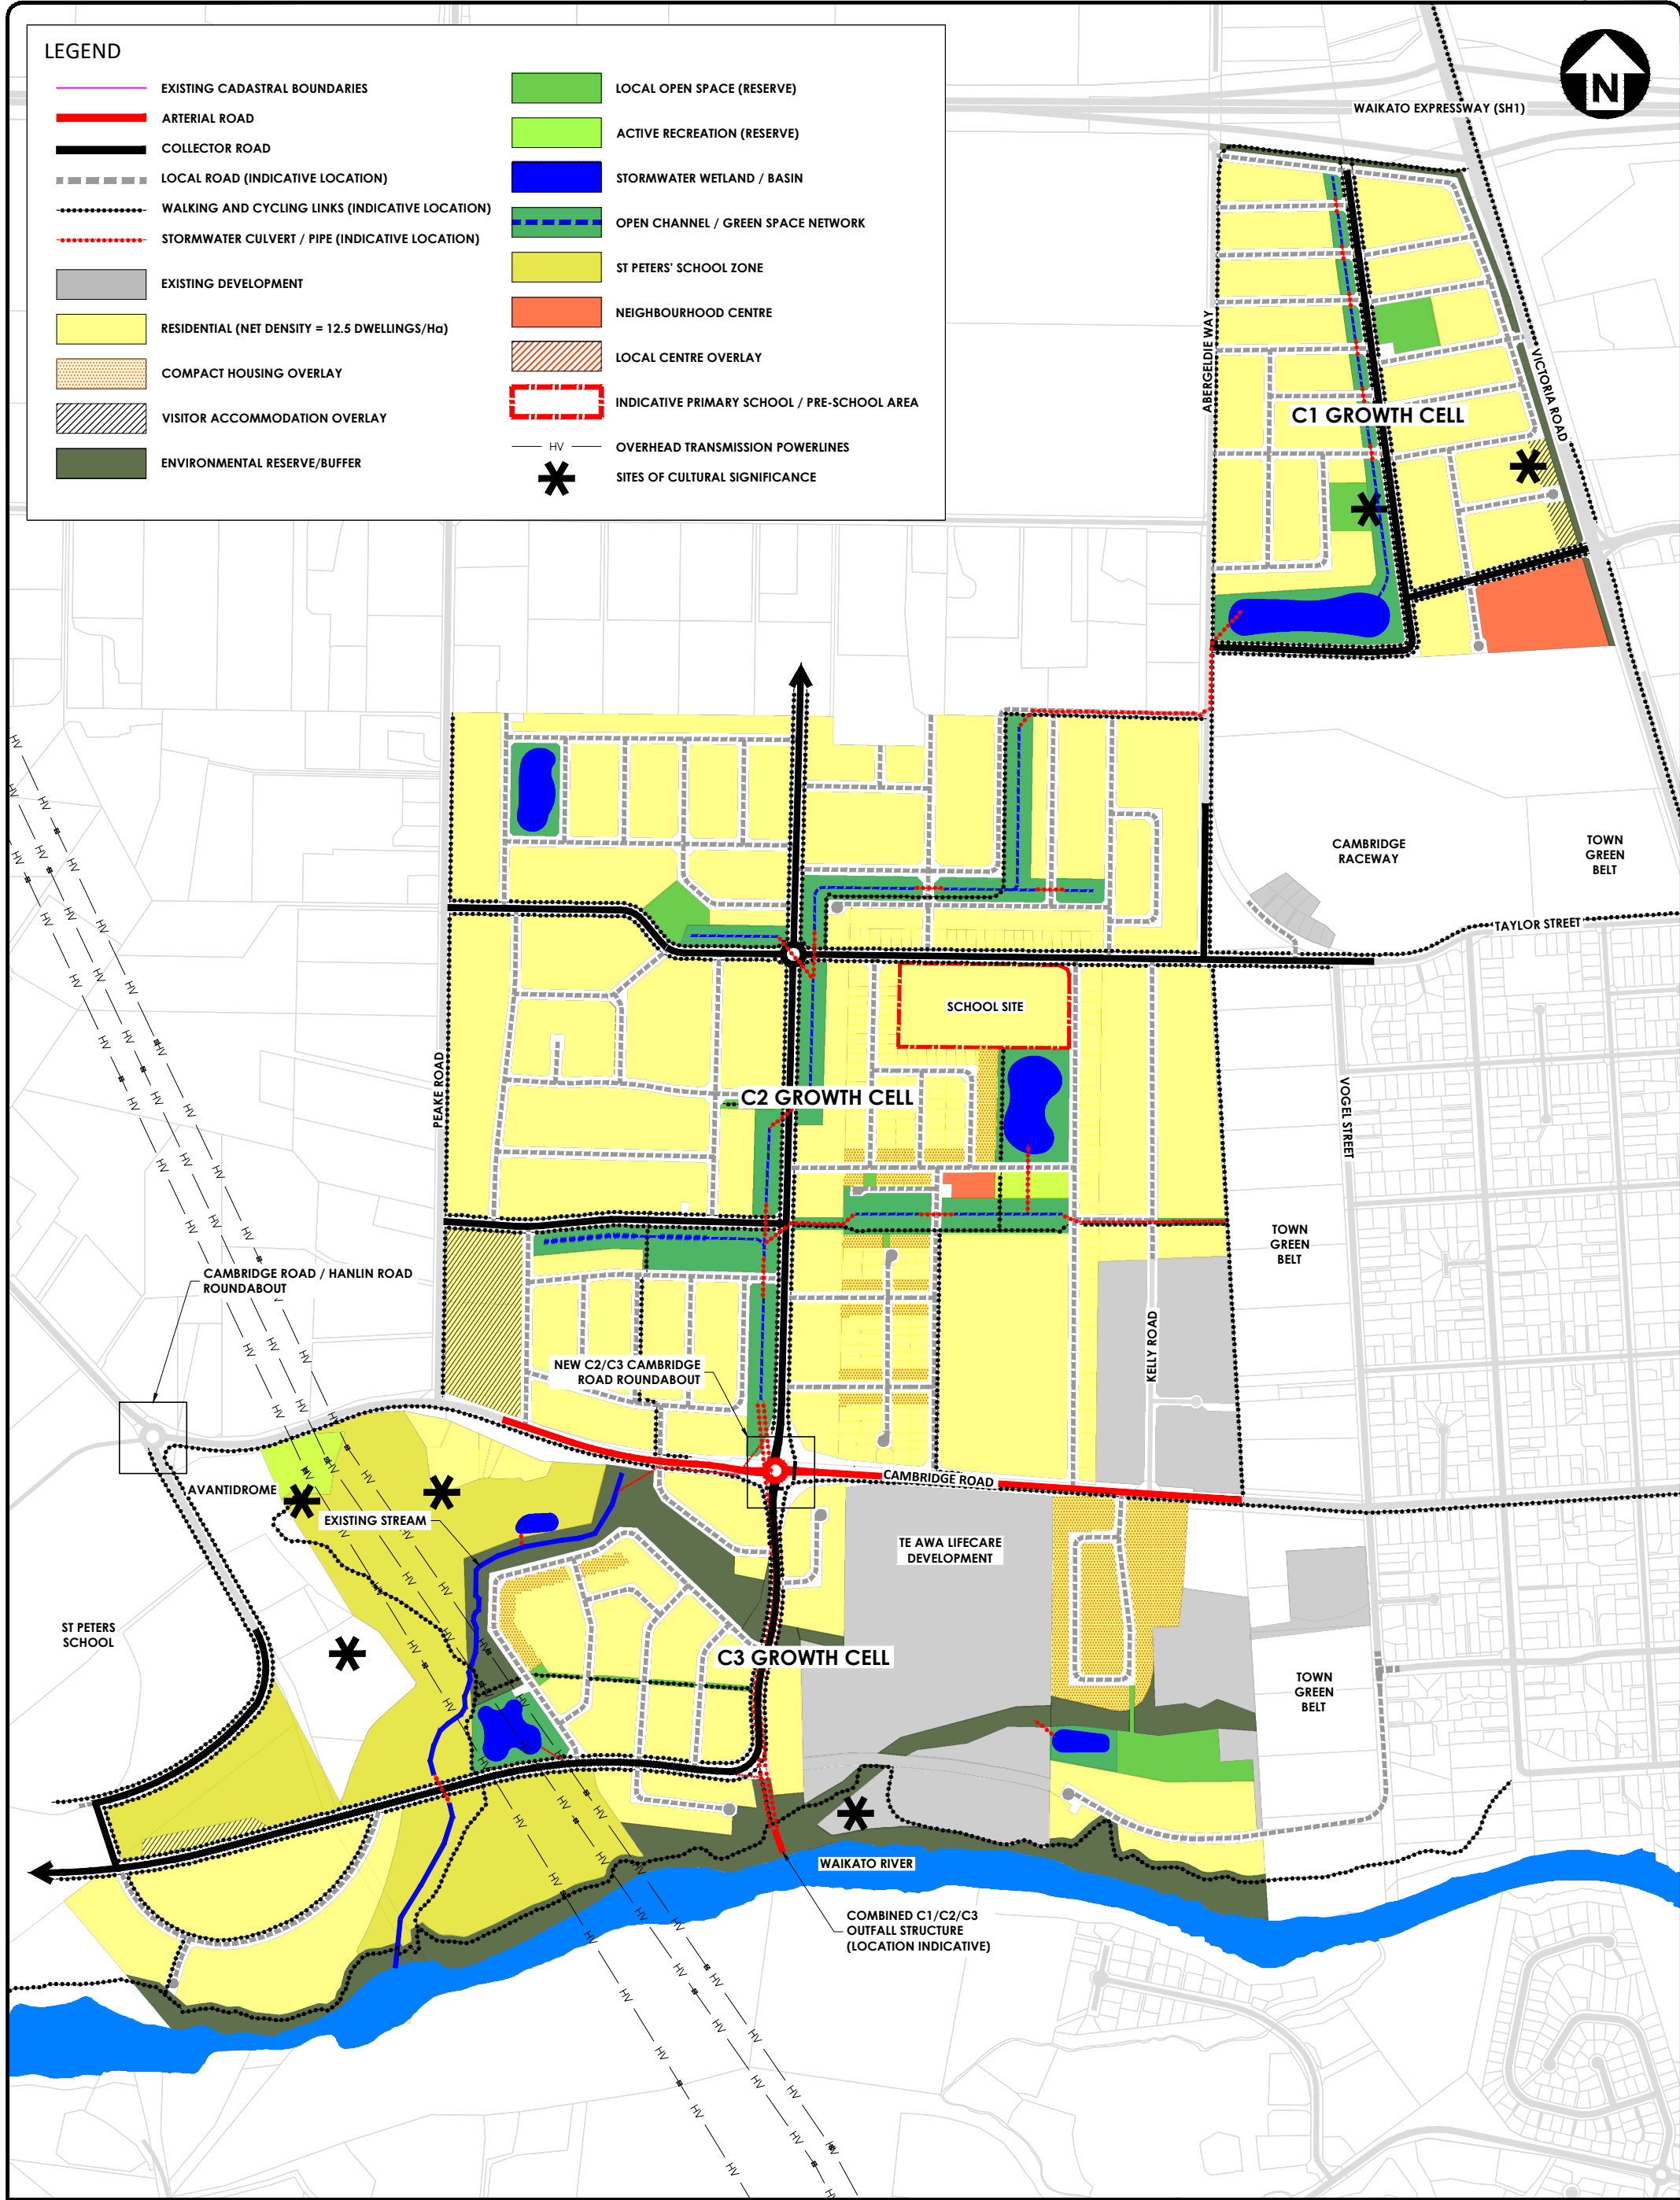 LEGEND
EXISTING CADASTRAL BOUNDARIES
ARTERIAL ROAD
COLLECTOR ROAD
LOCAL ROAD (INDICATIVE LOCATION)
WALKING AND CYCLING LINKS (INDICATIVE LOCATION)
STORMWATER CULVERT / PIPE (INDICATIVE LOCATION)
EXISTING DEVELOPMENT
RESIDENTIAL (NET DENSITY = 12.5 DWELLINGS/Ha)
COMPACT HOUSING OVERLAY
VISITOR ACCOMMODATION OVERLAY
ENVIRONMENTAL RESERVE/BUFFER
LOCAL OPEN SPACE (RESERVE)
ACTIVE RECREATION (RESERVE)
STORMWATER WETLAND / BASIN
OPEN CHANNEL / GREEN SPACE NETWORK
ST PETERS' SCHOOL ZONE
NEIGHBOURHOOD CENTRE
LOCAL CENTRE OVERLAY
INDICATIVE PRIMARY SCHOOL / PRE-SCHOOL AREA
HV
OVERHEAD TRANSMISSION POWERLINES
SITES OF CULTURAL SIGNIFICANCE
N
WAIKATO EXPRESSWAY (SH1)
ABERGELDIE WAY
VICTORIA ROAD
C1 GROWTH CELL
CAMBRIDGE
RACEWAY
TOWN
GREEN
BELT
TAYLOR STREET
SCHOOL SITE
PEAKE ROAD
C2 GROWTH CELL
VOGEL STREET
TOWN
GREEN
BELT
CAMBRIDGE ROAD / HANLIN ROAD
ROUNDABOUT
KELLY ROAD
NEW C2/C3 CAMBRIDGE
ROAD ROUNDABOUT
CAMBRIDGE ROAD
AVANTIDROME
EXISTING STREAM
TE AWA LIFECARE
DEVELOPMENT
ST PETERS
SCHOOL
C3 GROWTH CELL
TOWN
GREEN
BELT
WAIKATO RIVER
COMBINED C1/C2/C3
OUTFALL STRUCTURE
(LOCATION INDICATIVE)